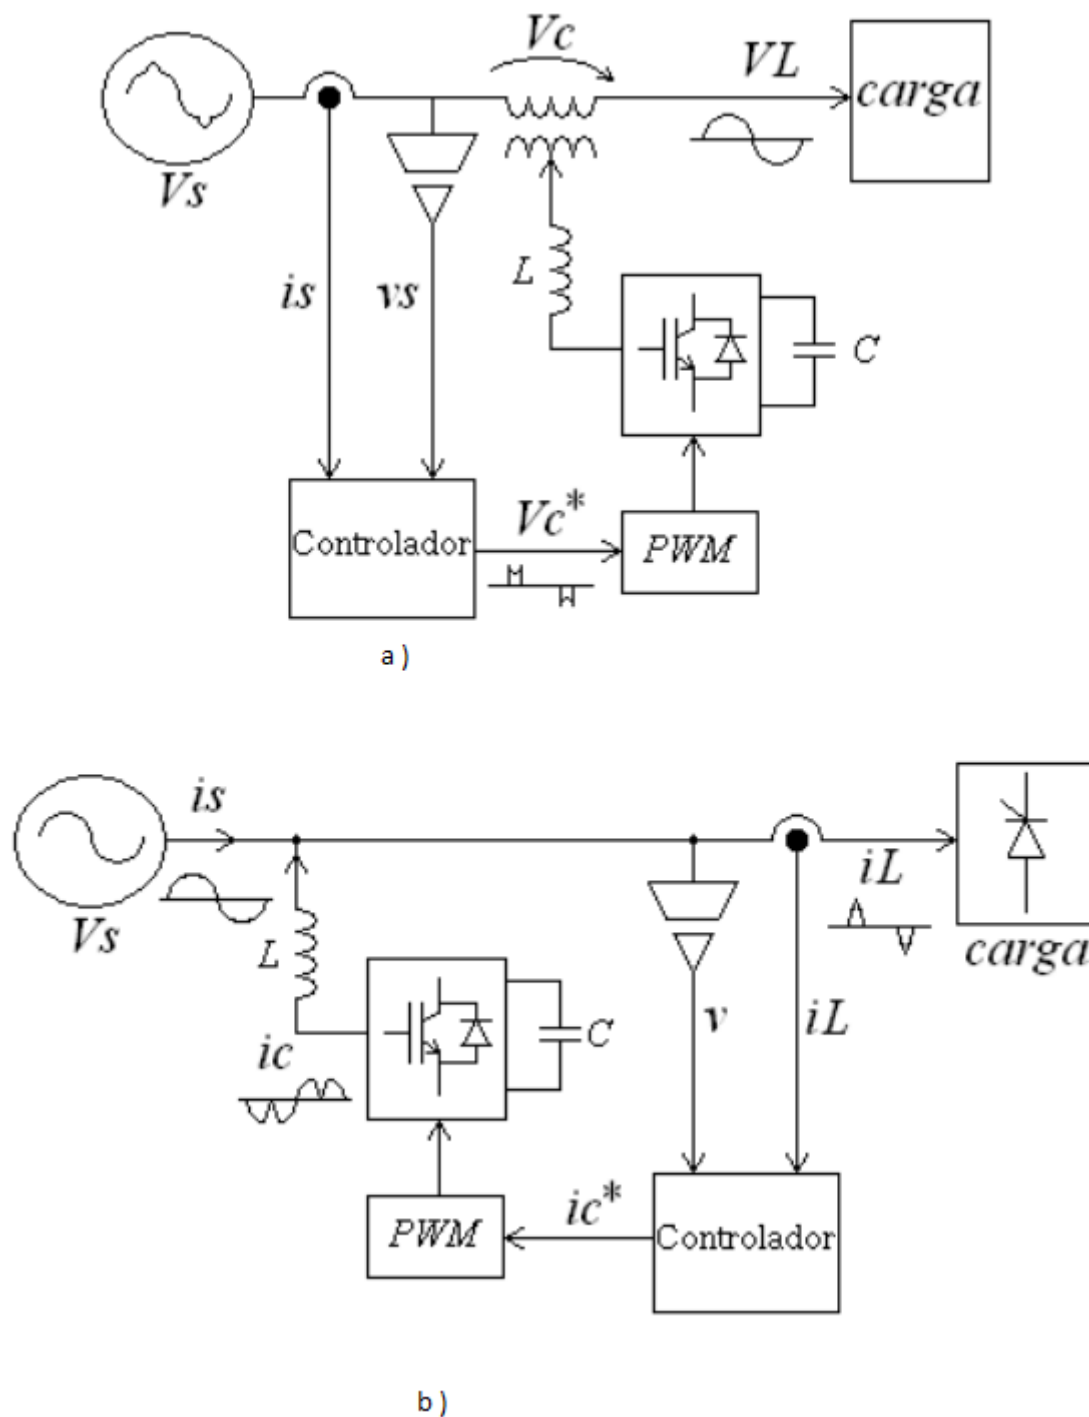 Vc
VL
carga
Vs
is
vs
L
C
Controlador
Vc*
PWM
a )
is
Vs
L
ic
C
v
iL
iL
carga
PWM
ic*
Controlador
b )